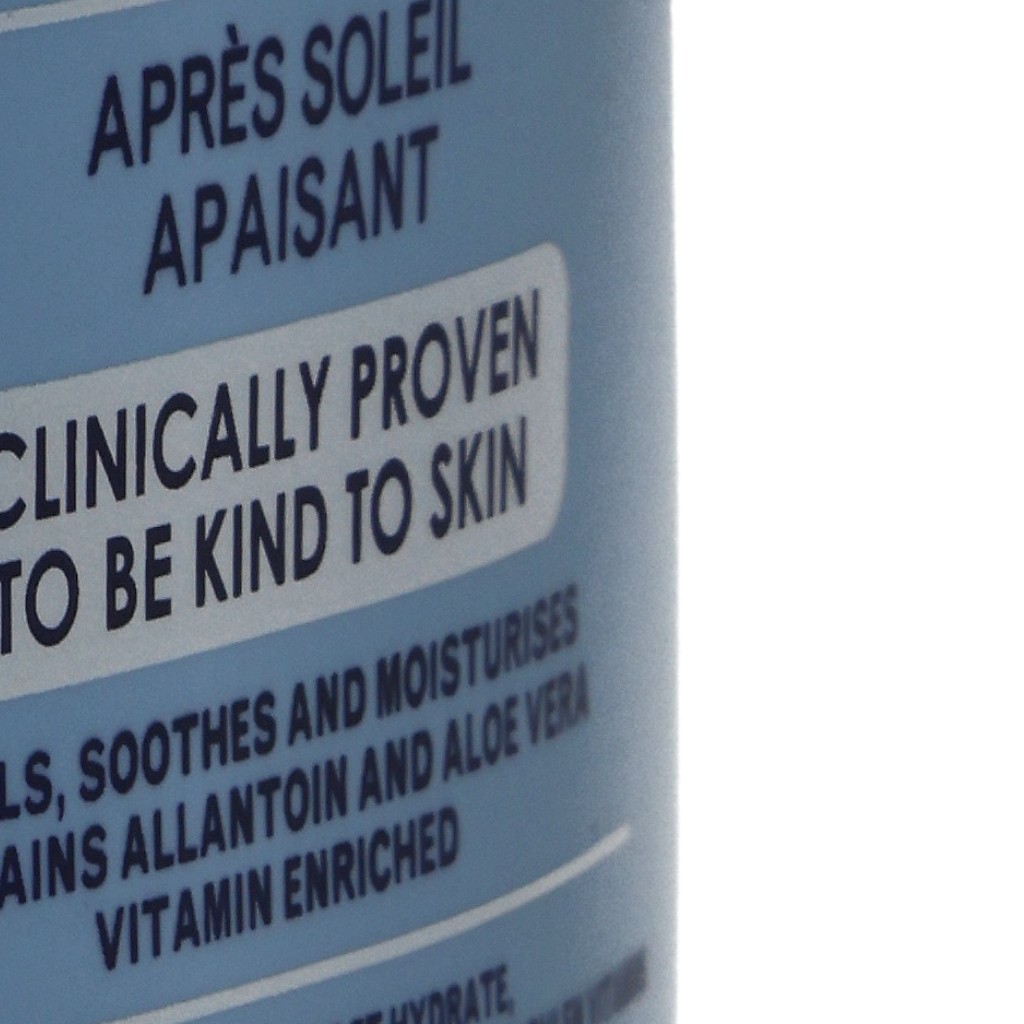 APRÈS SOLEIL
APAISANT
CLINICALLY PROVEN
TO BE KIND TO SKIN
LS, SOOTHES AND MOISTURISES
AINS ALLANTOIN AND ALOE VERA
VITAMIN ENRICHED
HYDRATE,